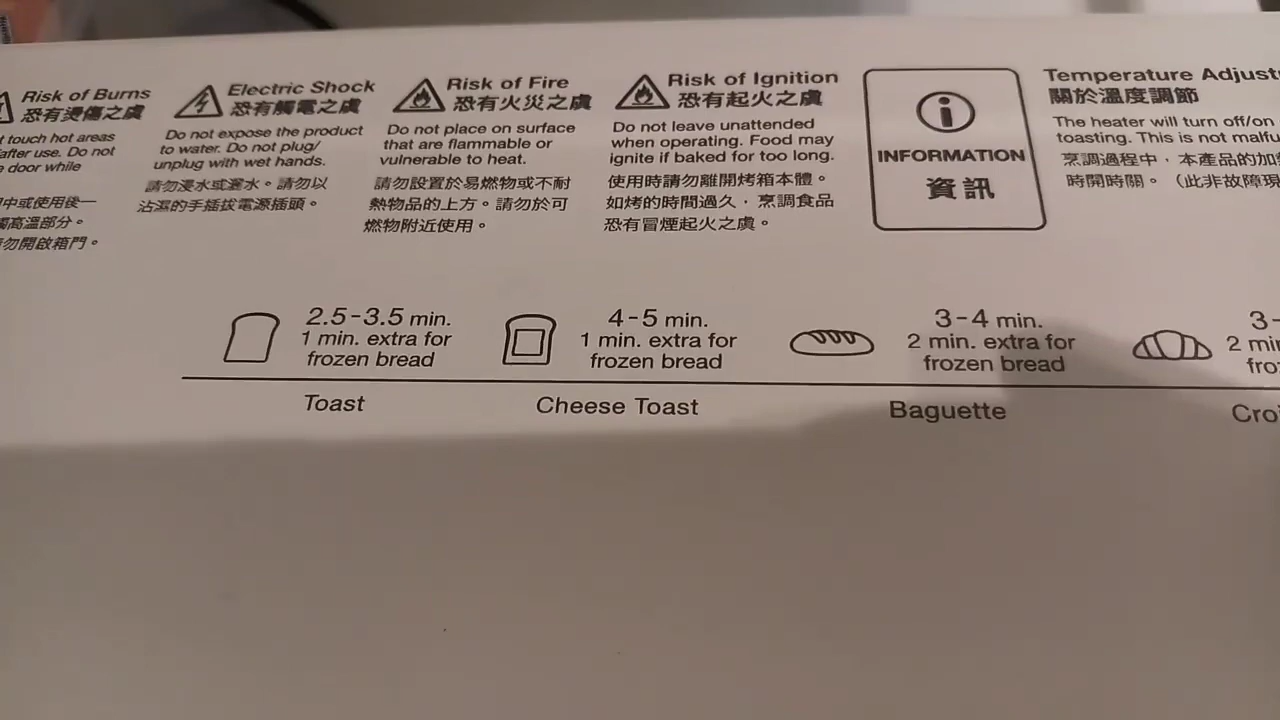 Risk of Burns
恐有燙傷之虞
touch hot areas
after use. Do not
door while
中或使用後一
觸高溫部分。
勿開啟箱門。
Electric Shock
恐有觸電之虞
Do not expose the product
to water. Do not plug/
unplug with wet hands.
請勿浸水或灑水。請勿以
沾濕的手插拔電源插頭。
Risk of Fire
恐有火災之虞
Do not place on surface
that are flammable or
vulnerable to heat.
請勿設置於易燃物或不耐
熱物品的上方。請勿於可
燃物附近使用。
Risk of Ignition
恐有起火之虞
Do not leave unattended
when operating. Food may
ignite if baked for too long.
使用時請勿離開烤箱本體。
如烤的時間過久，烹調食品
恐有冒煙起火之虞。
INFORMATION
資訊
Temperature Adjust
關於溫度調節
The heater will turn off/on
toasting. This is not malfu
烹調過程中，本產品的加
時開時關。（此非故障現
2.5-3.5 min.
1 min. extra for
frozen bread
Toast
4-5 min.
1 min. extra for
frozen bread
Cheese Toast
3-4 min.
2 min. extra for
frozen bread
Baguette
3-
2 min
fro
Cro